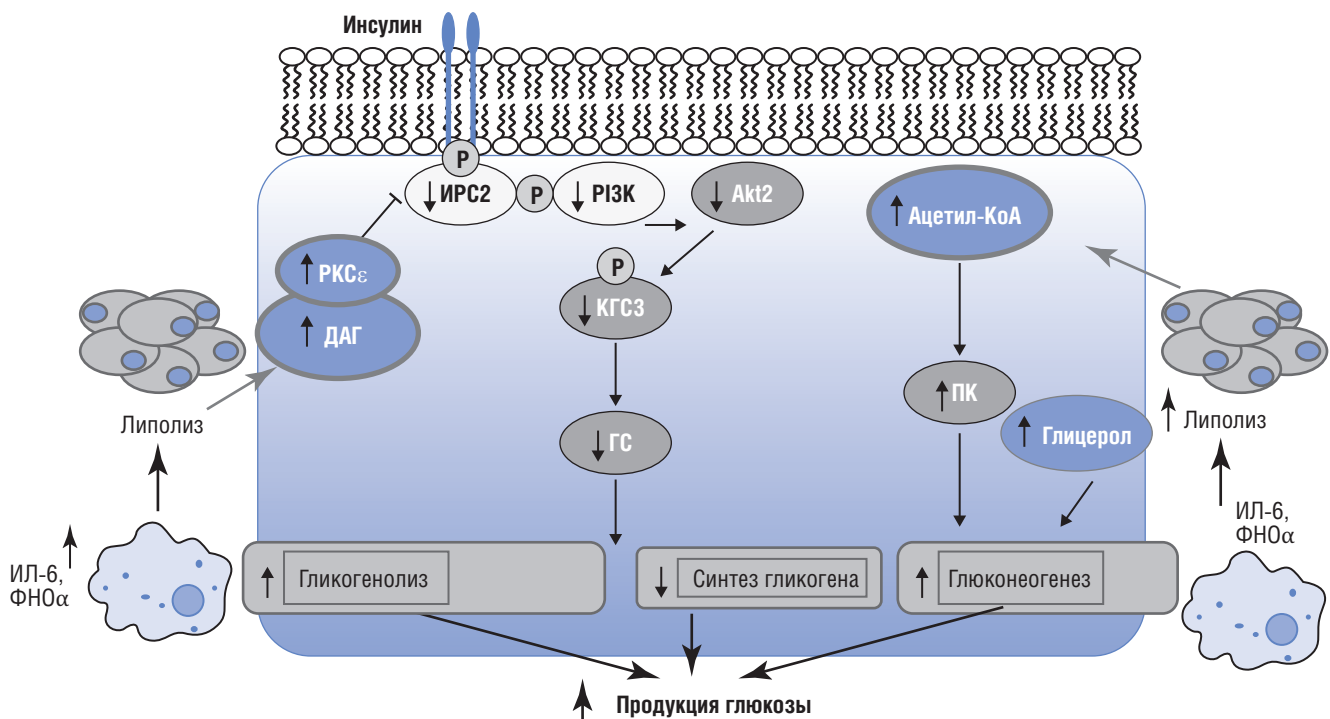 Инсулин
P
ИРС2
P
PI3K
Akt2
Ацетил-КоА
PKCε
ДАГ
P
КГС3
Липолиз
ГС
ПК
Глицерол
Липолиз
ИЛ-6,
ФНОα
ИЛ-6,
ФНОα
Гликогенолиз
Синтез гликогена
Глюконеогенез
Продукция глюкозы